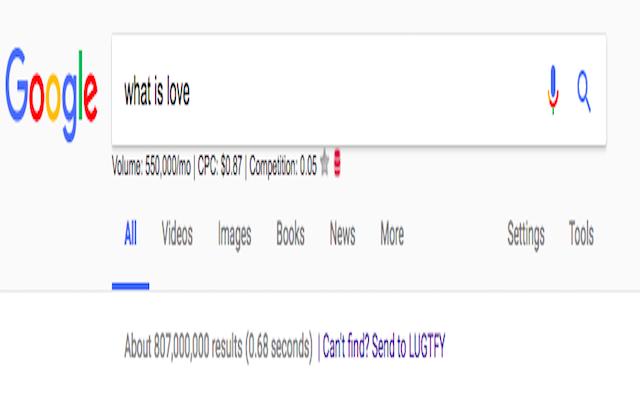 Google
what is love
Volume: 550,000/mo | CPC: $0.87 | Competition: 0.05
All Videos Images Books News More Settings Tools
About 807,000,000 results (0.68 seconds) | Can't find? Send to LUGTFY